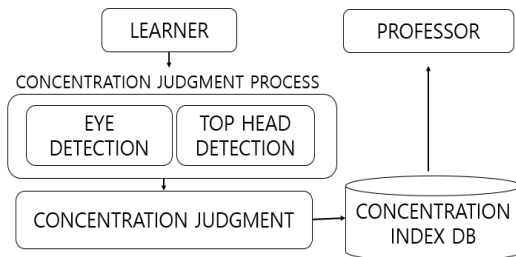 LEARNER
PROFESSOR
CONCENTRATION JUDGMENT PROCESS
EYE
DETECTION
TOP HEAD
DETECTION
CONCENTRATION JUDGMENT
CONCENTRATION
INDEX DB